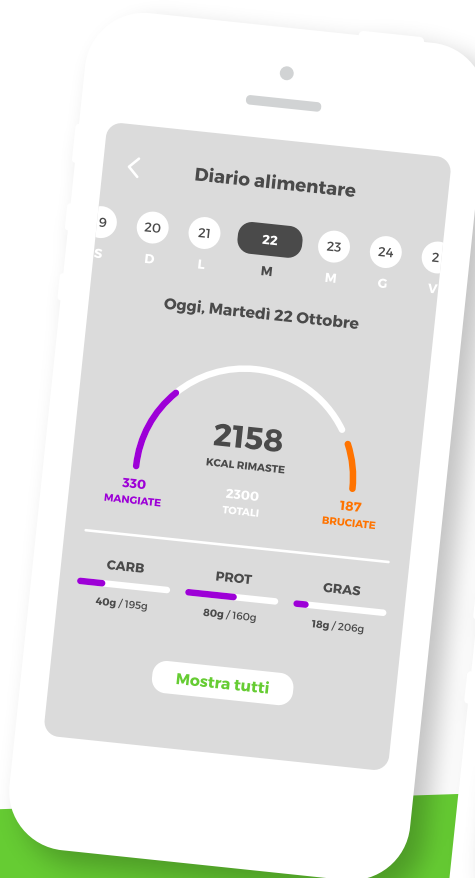 Diario alimentare
9 20 21 22 23 24 2
S D L M M G V
Oggi, Martedì 22 Ottobre
2158
KCAL RIMASTE
330
MANGIATE
2300
TOTALI
187
BRUCIATE
CARB PROT GRAS
40g / 195g 80g / 160g 18g / 206g
Mostra tutti